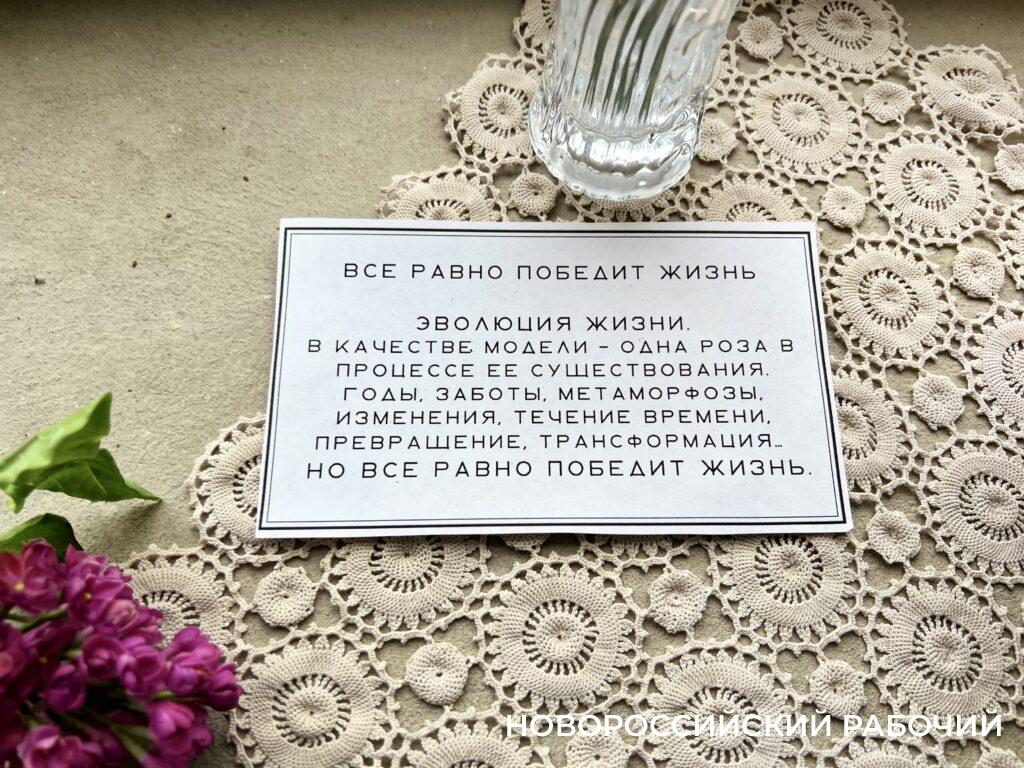 ВСЕ РАВНО ПОБЕДИТ ЖИЗНЬ
ЭВОЛЮЦИЯ ЖИЗНИ.
В КАЧЕСТВЕ МОДЕЛИ - ОДНА РОЗА В
ПРОЦЕССЕ ЕЕ СУЩЕСТВОВАНИЯ.
ГОДЫ, ЗАБОТЫ, МЕТАМОРФОЗЫ,
ИЗМЕНЕНИЯ, ТЕЧЕНИЕ ВРЕМЕНИ,
ПРЕВРАЩЕНИЕ, ТРАНСФОРМАЦИЯ...
НО ВСЕ РАВНО ПОБЕДИТ ЖИЗНЬ.
НОВОРОССИЙСКИЙ РАБОЧИЙ